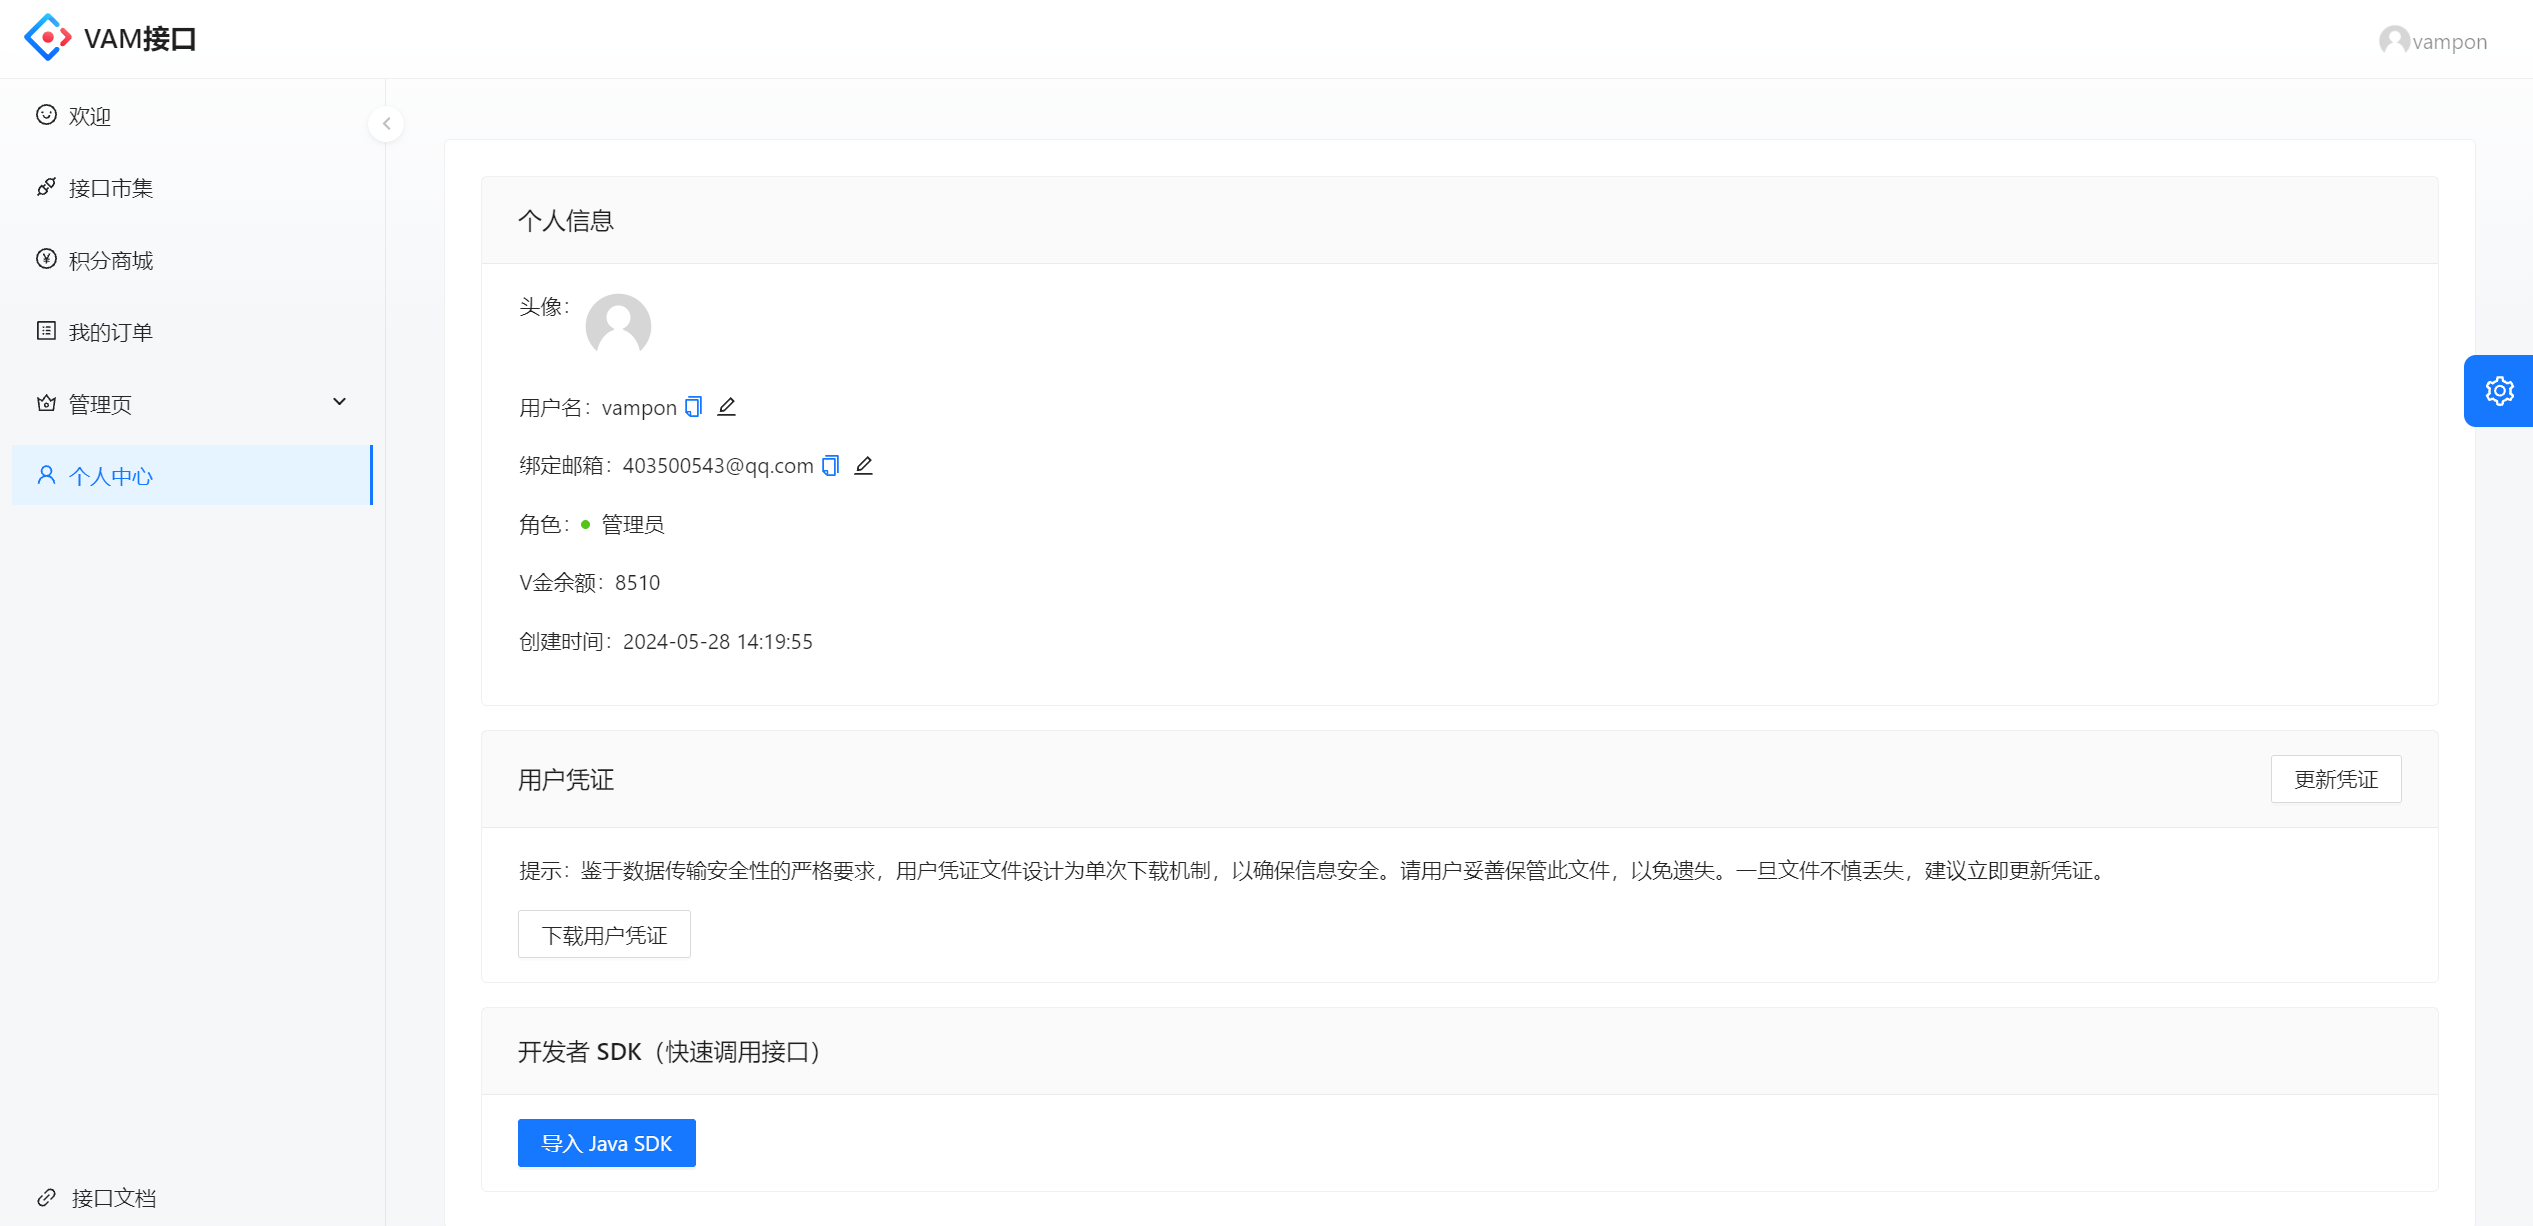 VAM接口
vampon
欢迎
接口市集
积分商城
我的订单
管理页
个人中心
接口文档
个人信息
头像：
用户名：vampon
绑定邮箱：403500543@qq.com
角色：管理员
V金余额：8510
创建时间：2024-05-28 14:19:55
用户凭证
更新凭证
提示：鉴于数据传输安全性的严格要求，用户凭证文件设计为单次下载机制，以确保信息安全。请用户妥善保管此文件，以免遗失。一旦文件不慎丢失，建议立即更新凭证。
下载用户凭证
开发者 SDK（快速调用接口）
导入 Java SDK